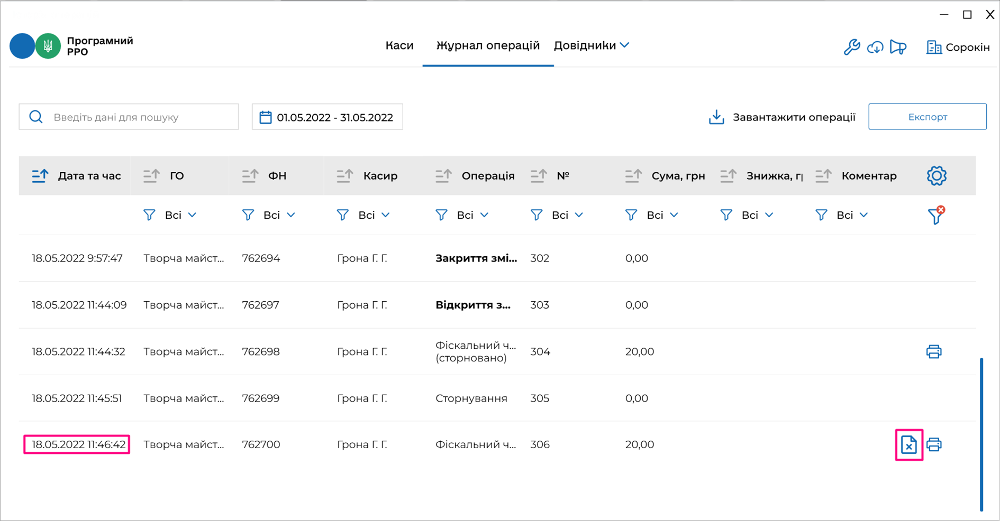 Програмний
РРО
Каси Журнал операцій Довідники
Сорокін
Введіть дані для пошуку
01.05.2022 - 31.05.2022
Завантажити операції
Експорт
Дата та час ГО ФН Касир Операція № Сума, грн Знижка, гр Коментар
Всі Всі Всі Всі Всі Всі Всі Всі
18.05.2022 9:57:47 Творча майст... 762694 Грона Г. Г. Закриття змі... 302 0,00
18.05.2022 11:44:09 Творча майст... 762697 Грона Г. Г. Відкриття з... 303 0,00
18.05.2022 11:44:32 Творча майст... 762698 Грона Г. Г. Фіскальний ч... 304 20,00
(сторновано)
18.05.2022 11:45:51 Творча майст... 762699 Грона Г. Г. Сторнування 305 0,00
18.05.2022 11:46:42 Творча майст... 762700 Грона Г. Г. Фіскальний ч... 306 20,00